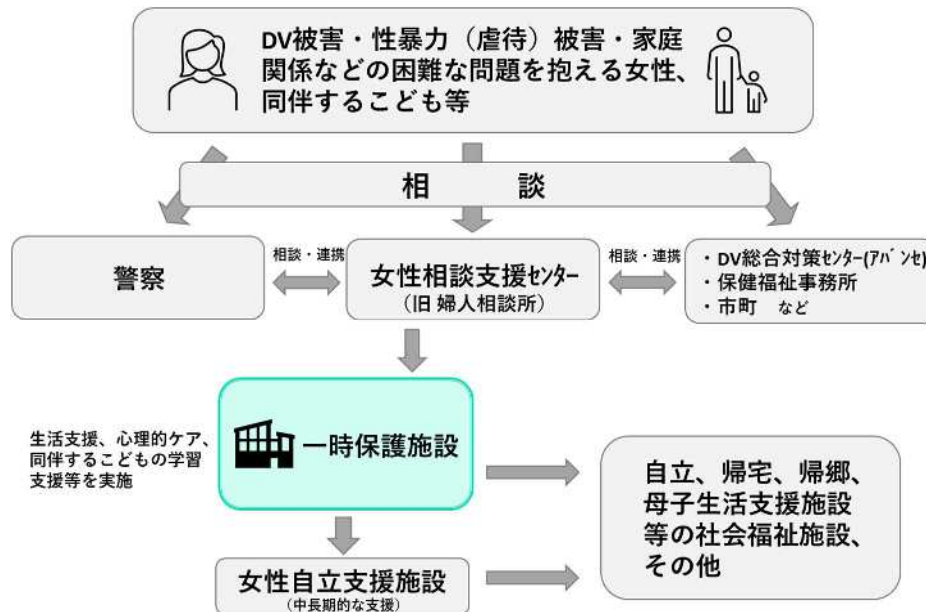 DV被害・性暴力（虐待）被害・家庭
関係などの困難な問題を抱える女性、
同伴するこども等
相　談
相談・連携
相談・連携
警察
女性相談支援センター
（旧 婦人相談所）
・DV総合対策センター(アバンセ)
・保健福祉事務所
・市町　など
生活支援、心理的ケア、
同伴するこどもの学習
支援等を実施
一時保護施設
自立、帰宅、帰郷、
母子生活支援施設
等の社会福祉施設、
その他
女性自立支援施設
（中長期的な支援）